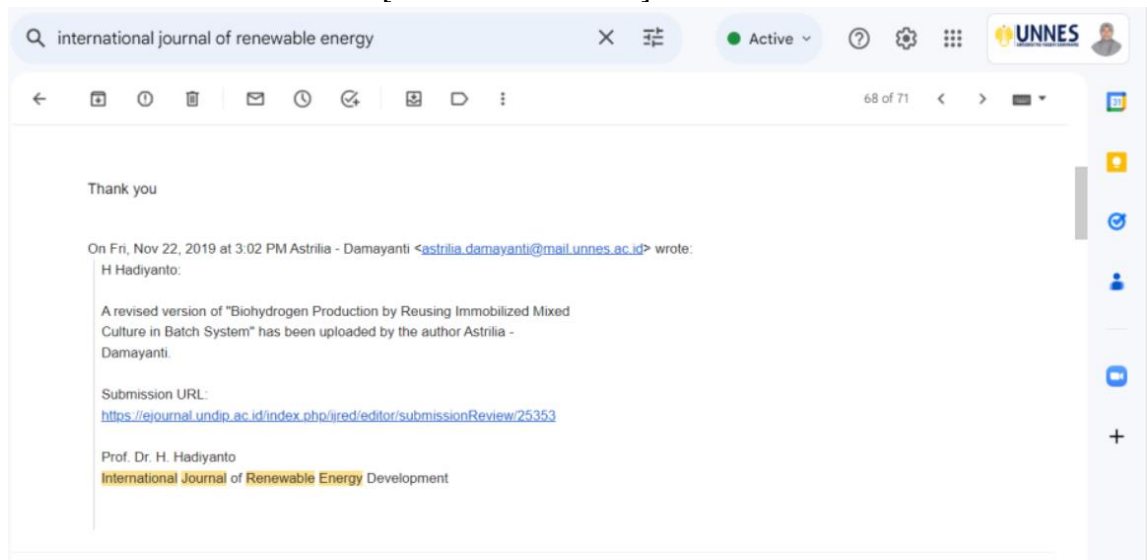 international journal of renewable energy
Active
UNNES
68 of 71
31
Thank you
On Fri, Nov 22, 2019 at 3:02 PM Astrilia - Damayanti <astrilia.damayanti@mail.unnes.ac.id> wrote:
H Hadiyanto:
A revised version of "Biohydrogen Production by Reusing Immobilized Mixed
Culture in Batch System" has been uploaded by the author Astrilia -
Damayanti.
Submission URL:
https://ejournal.undip.ac.id/index.php/ijred/editor/submissionReview/25353
Prof. Dr. H. Hadiyanto
International Journal of Renewable Energy Development